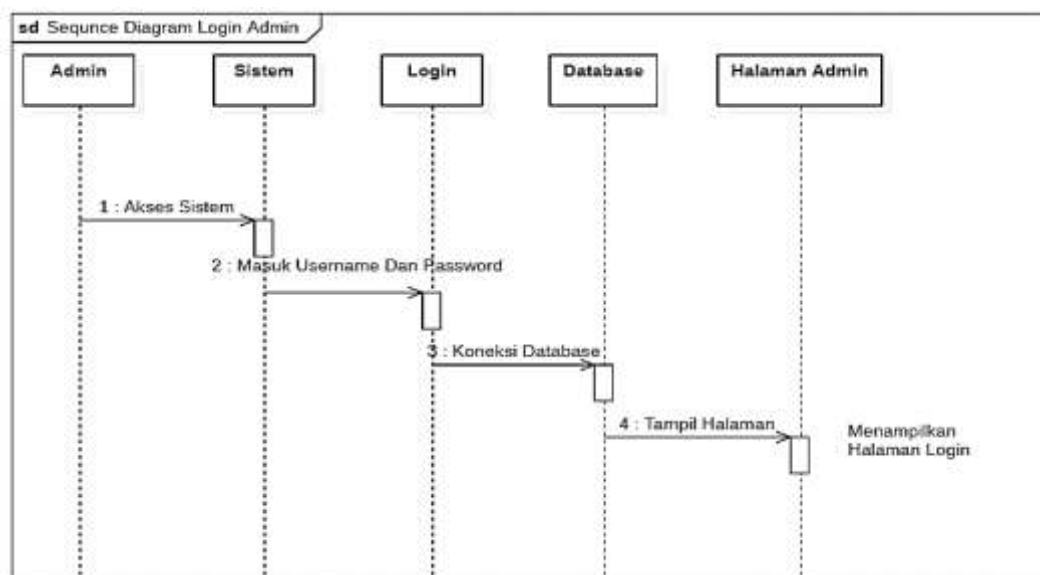 sd Sequnce Diagram Login Admin
Admin
Sistem
Login
Database
Halaman Admin
1 : Akses Sistem
2 : Masuk Username Dan Password
3 : Koneksi Database
4 : Tampil Halaman
Menampilkan
Halaman Login